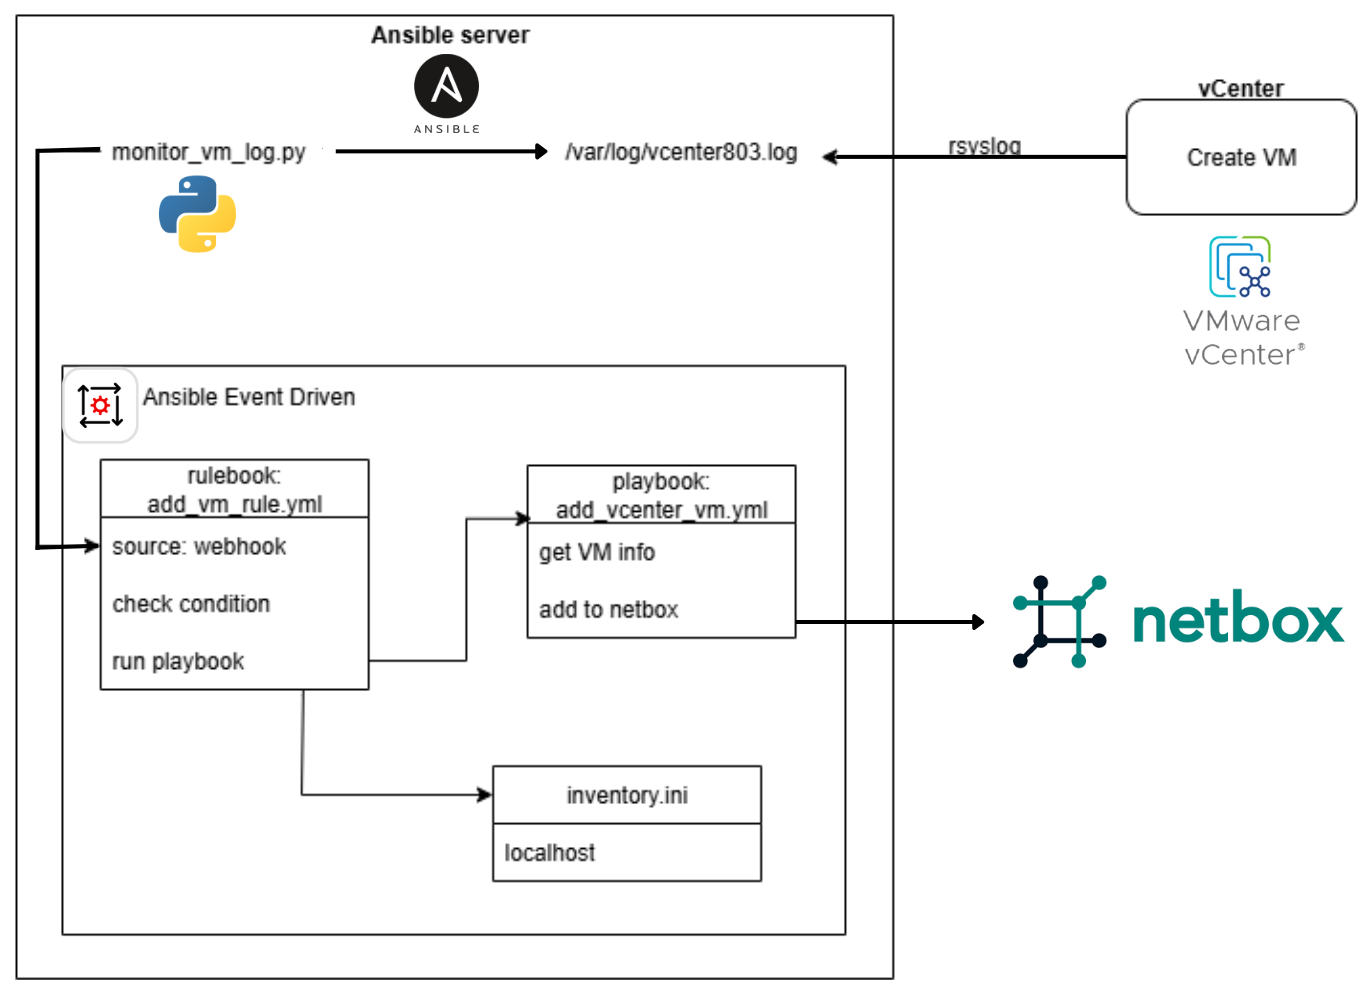 Ansible server
ANSIBLE
vCenter
monitor_vm_log.py
/var/log/vcenter803.log
rsyslog
Create VM
VMware
vCenter®
Ansible Event Driven
rulebook:
add_vm_rule.yml
source: webhook
check condition
run playbook
playbook:
add_vcenter_vm.yml
get VM info
add to netbox
netbox
inventory.ini
localhost